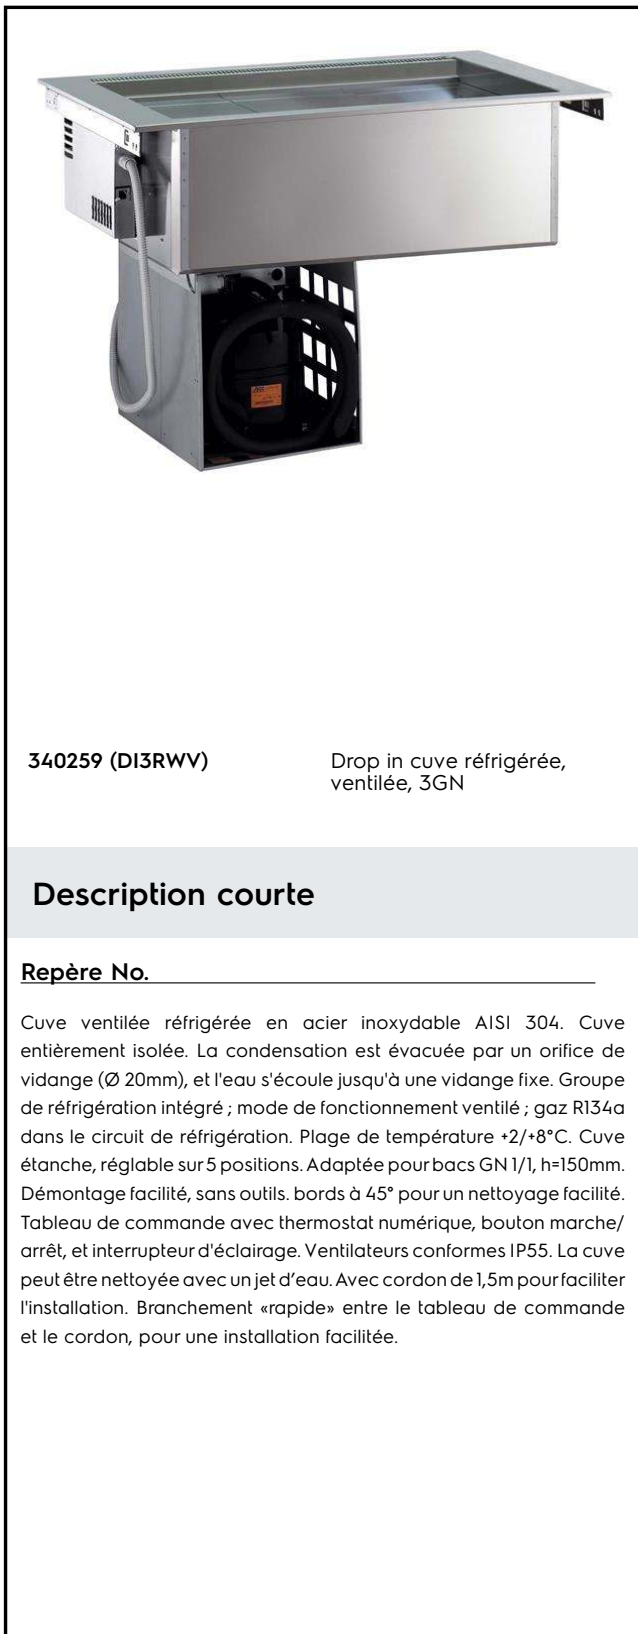 340259 (DI3RWV)
Drop in cuve réfrigérée,
ventilée, 3GN
Description courte
Repère No.
Cuve ventilée réfrigérée en acier inoxydable AISI 304. Cuve
entièrement isolée. La condensation est évacuée par un orifice de
vidange (Ø 20mm), et l'eau s'écoule jusqu'à une vidange fixe. Groupe
de réfrigération intégré ; mode de fonctionnement ventilé ; gaz R134a
dans le circuit de réfrigération. Plage de température +2/+8°C. Cuve
étanche, réglable sur 5 positions. Adaptée pour bacs GN 1/1, h=150mm.
Démontage facilité, sans outils. bords à 45° pour un nettoyage facilité.
Tableau de commande avec thermostat numérique, bouton marche/
arrêt, et interrupteur d'éclairage. Ventilateurs conformes IP55. La cuve
peut être nettoyée avec un jet d’eau. Avec cordon de 1,5m pour faciliter
l'installation. Branchement «rapide» entre le tableau de commande
et le cordon, pour une installation facilitée.